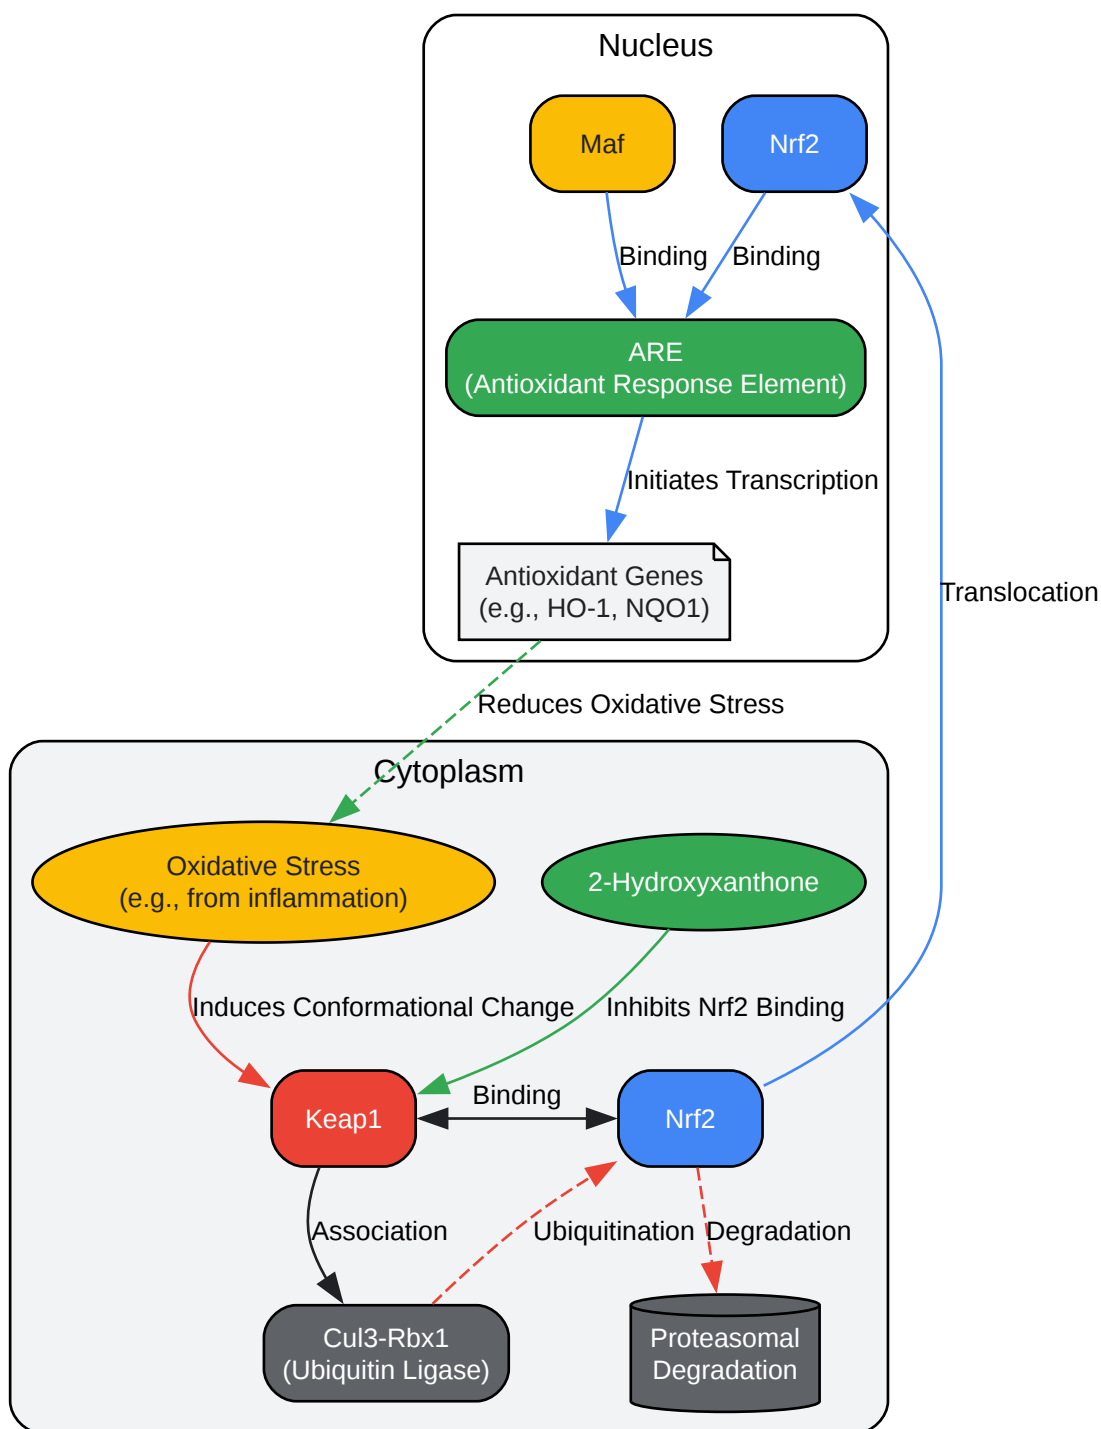 Nucleus
Maf
Nrf2
Binding
Binding
ARE
(Antioxidant Response Element)
Initiates Transcription
Antioxidant Genes
(e.g., HO-1, NQO1)
Translocation
Reduces Oxidative Stress
Cytoplasm
Oxidative Stress
(e.g., from inflammation)
2-Hydroxyxanthone
Induces Conformational Change
Inhibits Nrf2 Binding
Keap1
Binding
Nrf2
Association
Ubiquitination
Degradation
Cul3-Rbx1
(Ubiquitin Ligase)
Proteasomal
Degradation